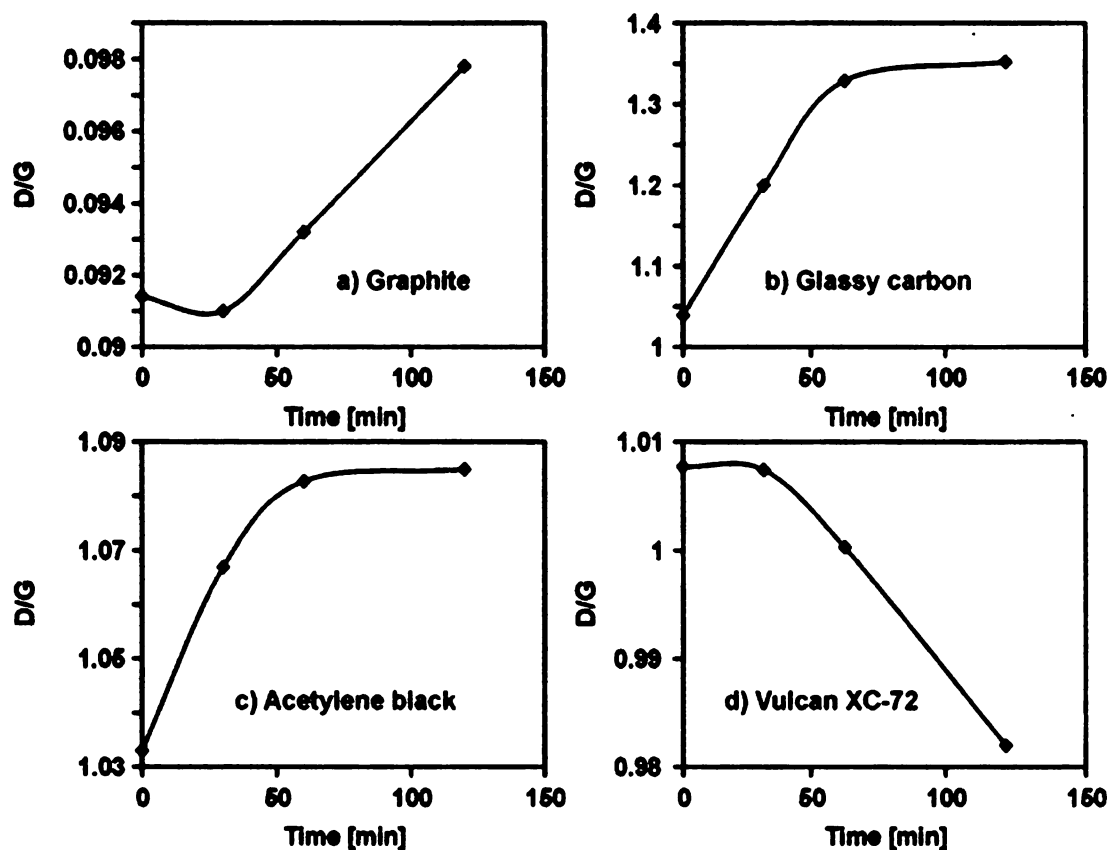 0.098
0.096
0.094
0.092
0.09
D/G
a) Graphite
0 50 100 150
Time [min]
1.4
1.3
1.2
1.1
1
D/G
b) Glassy carbon
0 50 100 150
Time [min]
1.09
1.07
1.05
1.03
D/G
c) Acetylene black
0 50 100 150
Time [min]
1.01
1
0.99
0.98
D/G
d) Vulcan XC-72
0 50 100 150
Time [min]